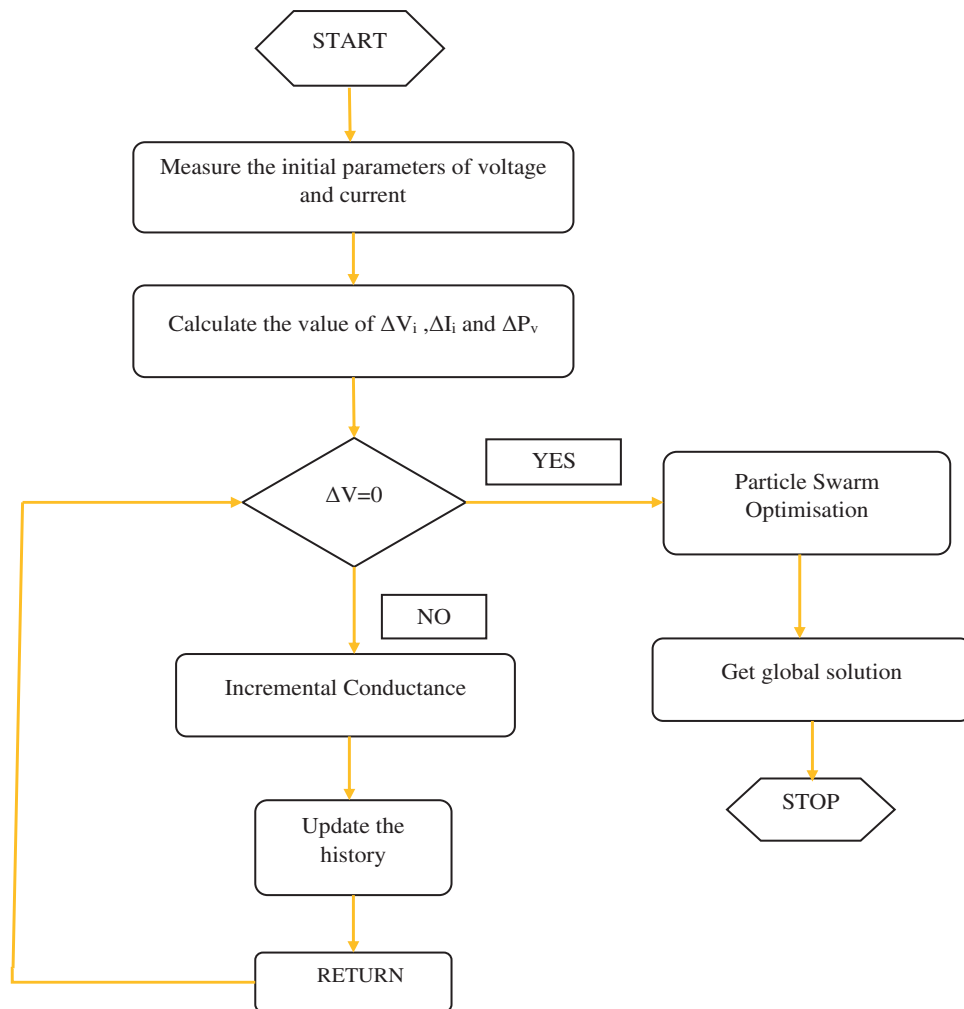 START
Measure the initial parameters of voltage
and current
Calculate the value of ΔVᵢ ,ΔIᵢ and ΔPᵥ
ΔV=0
YES
Particle Swarm
Optimisation
NO
Incremental Conductance
Get global solution
Update the
history
STOP
RETURN